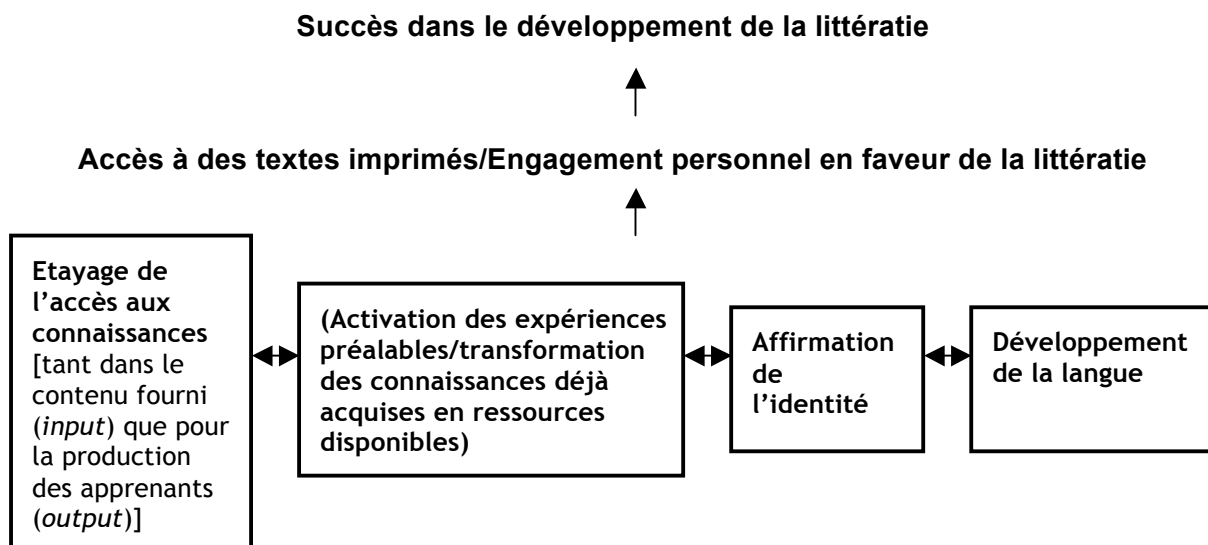 Succès dans le développement de la littératie
Accès à des textes imprimés/Engagement personnel en faveur de la littératie
Etayage de
l’accès aux
connaissances
[tant dans le
contenu fourni
(input) que pour
la production
des apprenants
(output)]
(Activation des expériences
préalables/transformation
des connaissances déjà
acquises en ressources
disponibles)
Affirmation
de
l’identité
Développement
de la langue